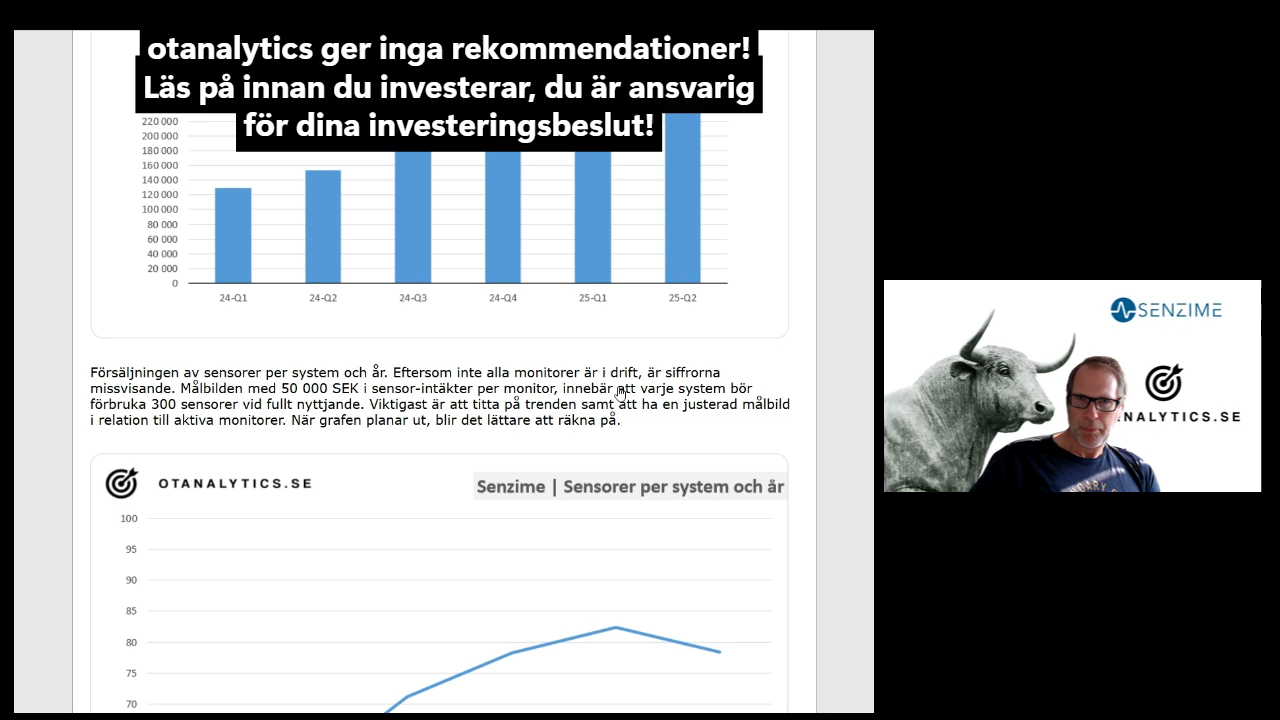 otanalytics ger inga rekommendationer!
Läs på innan du investerar, du är ansvarig
för dina investeringsbeslut!
220 000
200 000
180 000
160 000
140 000
120 000
100 000
80 000
60 000
40 000
20 000
0
24-Q1 24-Q2 24-Q3 24-Q4 25-Q1 25-Q2
Försäljningen av sensorer per system och år. Eftersom inte alla monitorer är i drift, är siffrorna
missvisande. Målbilden med 50 000 SEK i sensor-intäkter per monitor, innebär att varje system bör
förbruka 300 sensorer vid fullt nyttjande. Viktigast är att titta på trenden samt att ha en justerad målbild
i relation till aktiva monitorer. När grafen planar ut, blir det lättare att räkna på.
OTANALYTICS.SE
Senzime | Sensorer per system och år
100
95
90
85
80
75
70
SENZIME
NALYTICS.SE